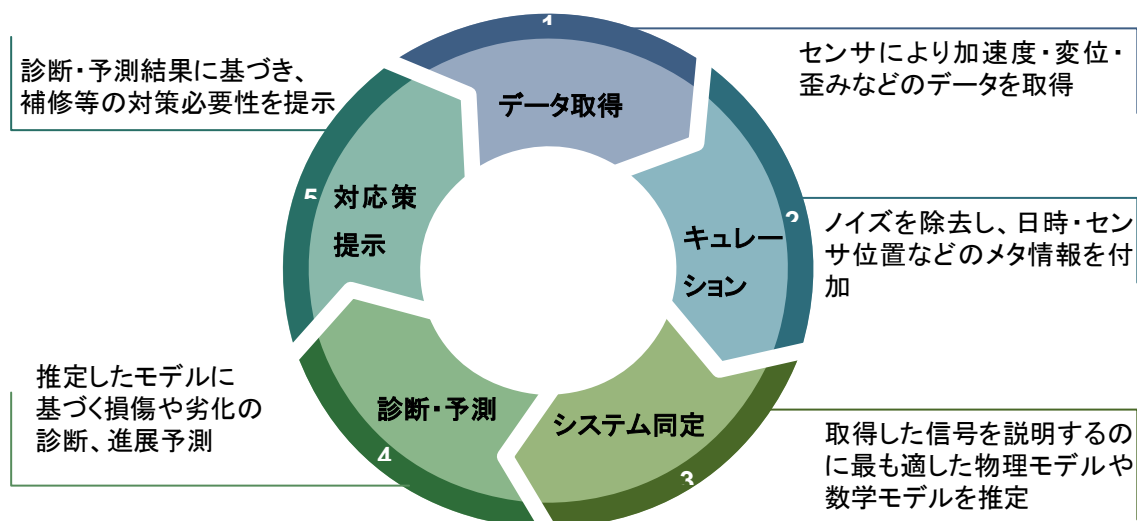 1
データ取得
センサにより加速度・変位・
歪みなどのデータを取得
2
キュレー
ション
ノイズを除去し、日時・セン
サ位置などのメタ情報を付
加
3
システム同定
取得した信号を説明するの
に最も適した物理モデルや
数学モデルを推定
4
診断・予測
推定したモデルに
基づく損傷や劣化の
診断、進展予測
5
対応策
提示
診断・予測結果に基づき、
補修等の対策必要性を提示